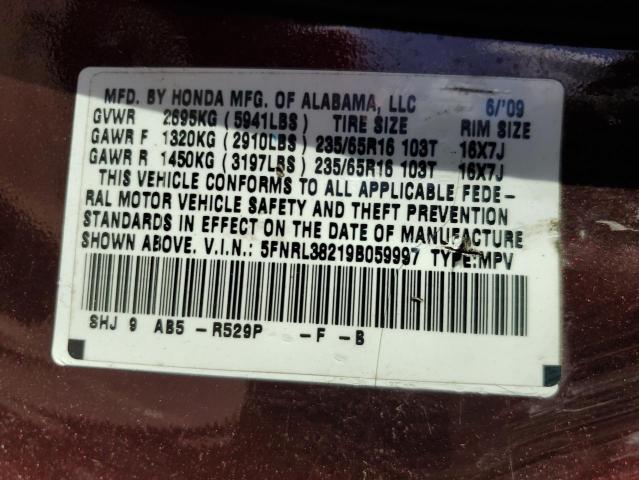 MFD. BY HONDA MFG. OF ALABAMA, LLC 6/'09
GVWR 2695KG (5941LBS) TIRE SIZE RIM SIZE
GAWR F 1320KG (2910LBS) 235/65R16 103T 16X7J
GAWR R 1450KG (3197LBS) 235/65R16 103T 16X7J
THIS VEHICLE CONFORMS TO ALL APPLICABLE FEDE-
RAL MOTOR VEHICLE SAFETY AND THEFT PREVENTION
STANDARDS IN EFFECT ON THE DATE OF MANUFACTURE
SHOWN ABOVE. V.I.N.: 5FNRL38219B059997 TYPE:MPV
SHJ 9 AB5 -R529P -F -B